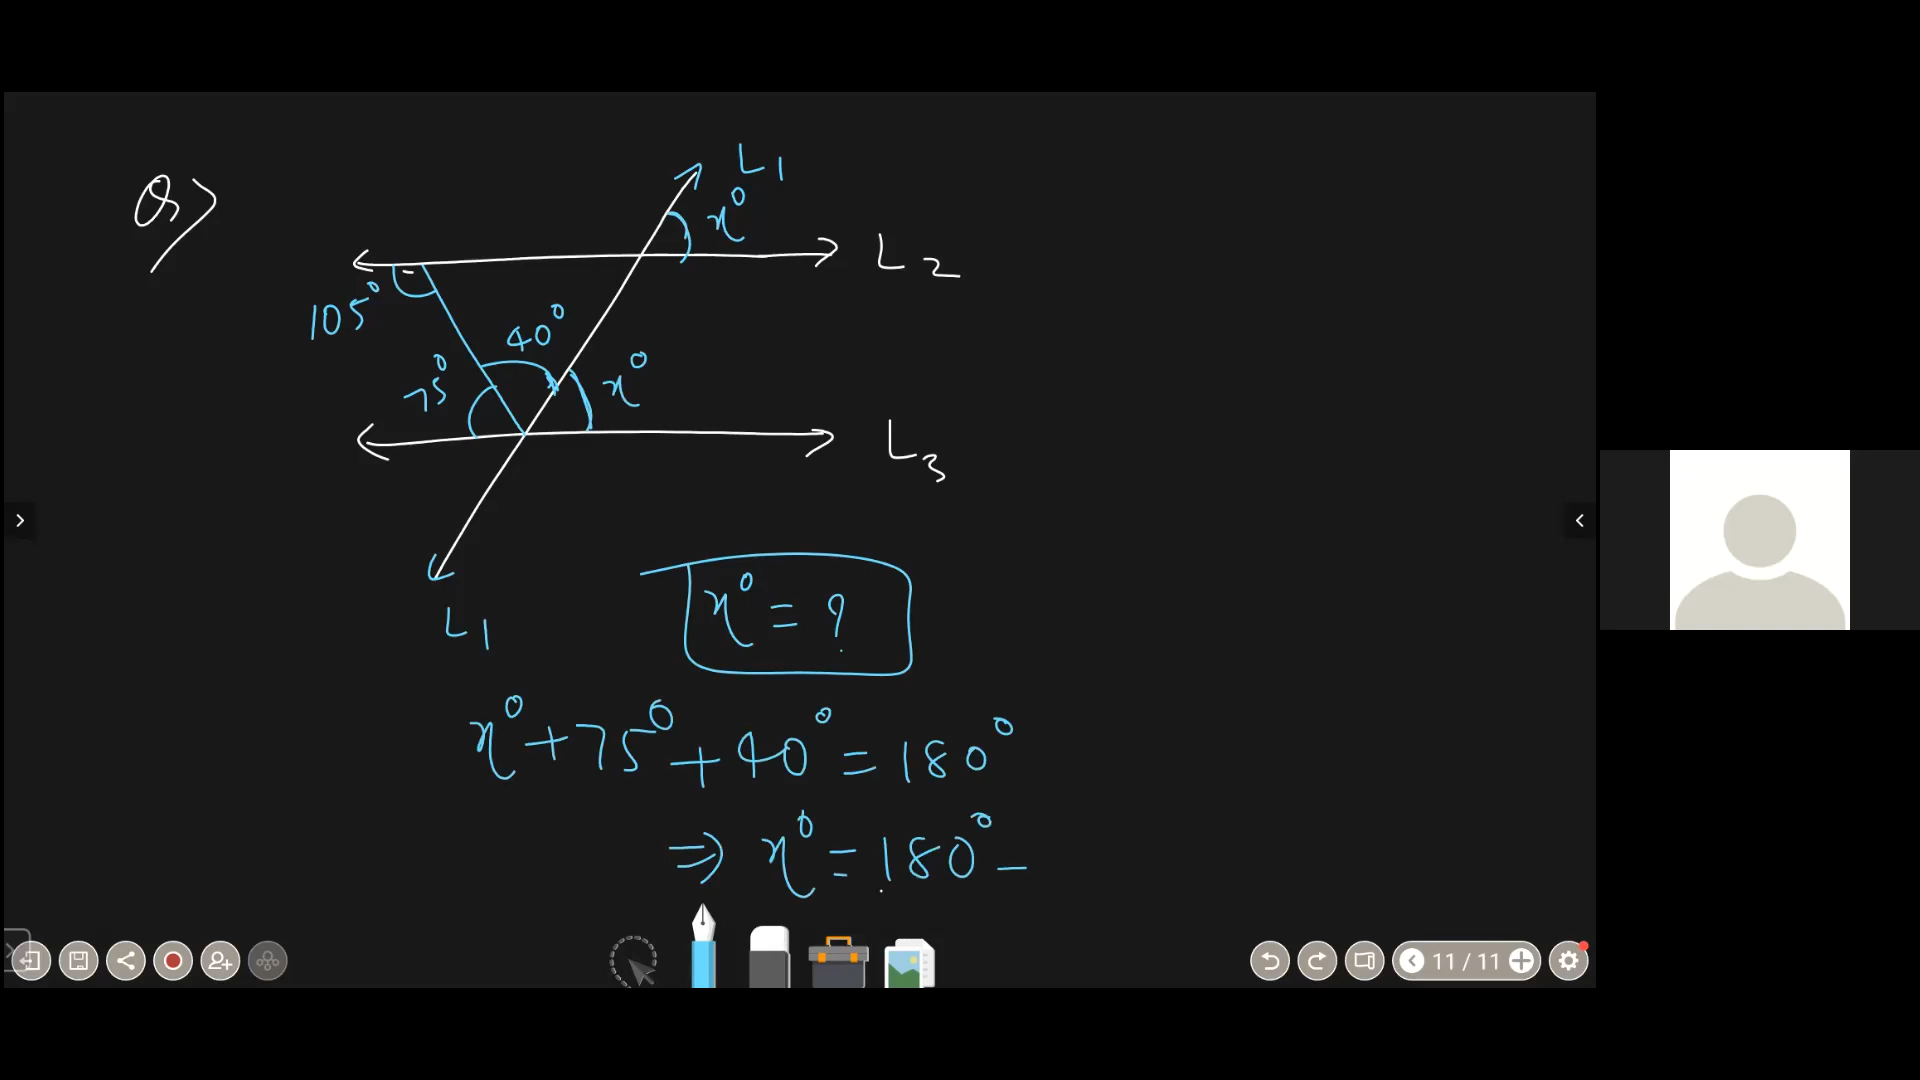 Q>
L1
x°
L2
105°
40°
75°
x°
L3
L1
x° = ?
x° + 75° + 40° = 180°
⇒ x° = 180° −
11 / 11